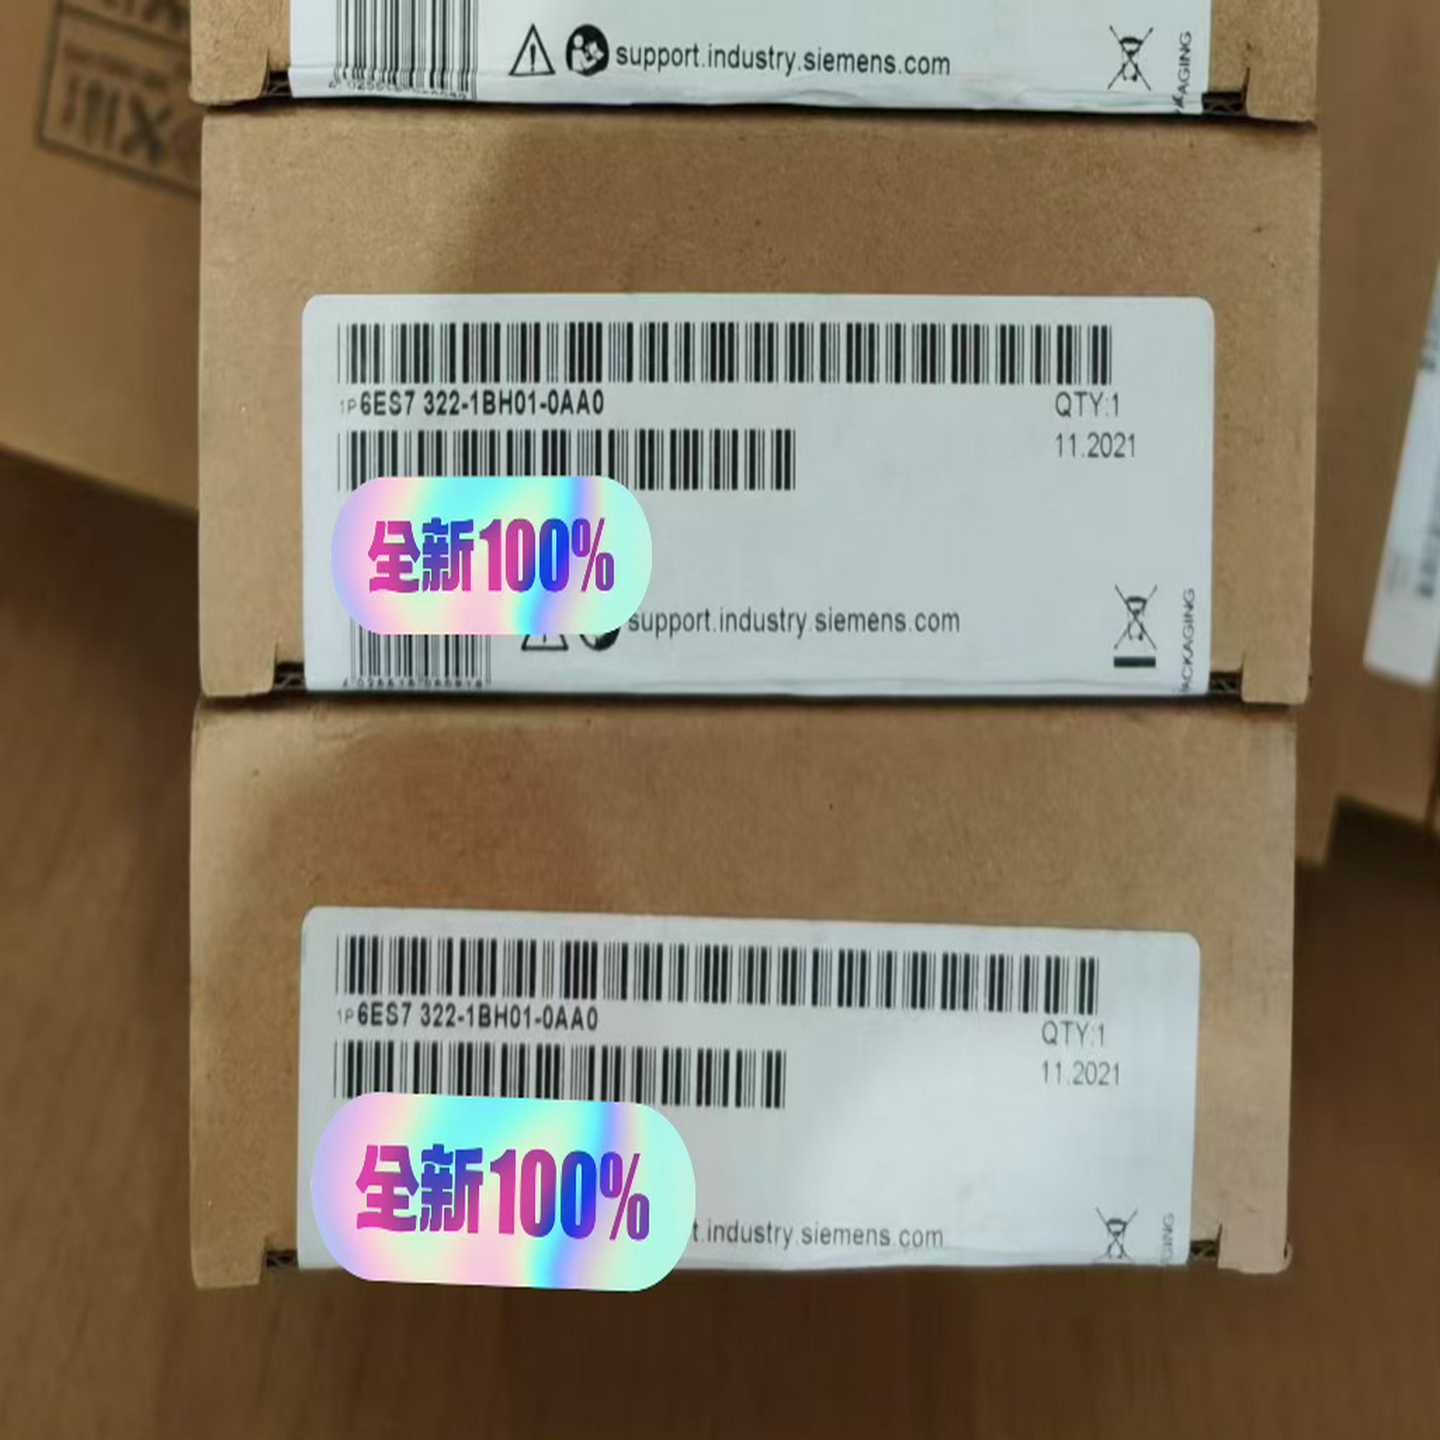 support.industry.siemens.com
1P 6ES7 322-1BH01-0AA0
QTY:1
11.2021
全新100%
support.industry.siemens.com
PACKAGING
1P 6ES7 322-1BH01-0AA0
QTY:1
11.2021
全新100%
t.industry.siemens.com